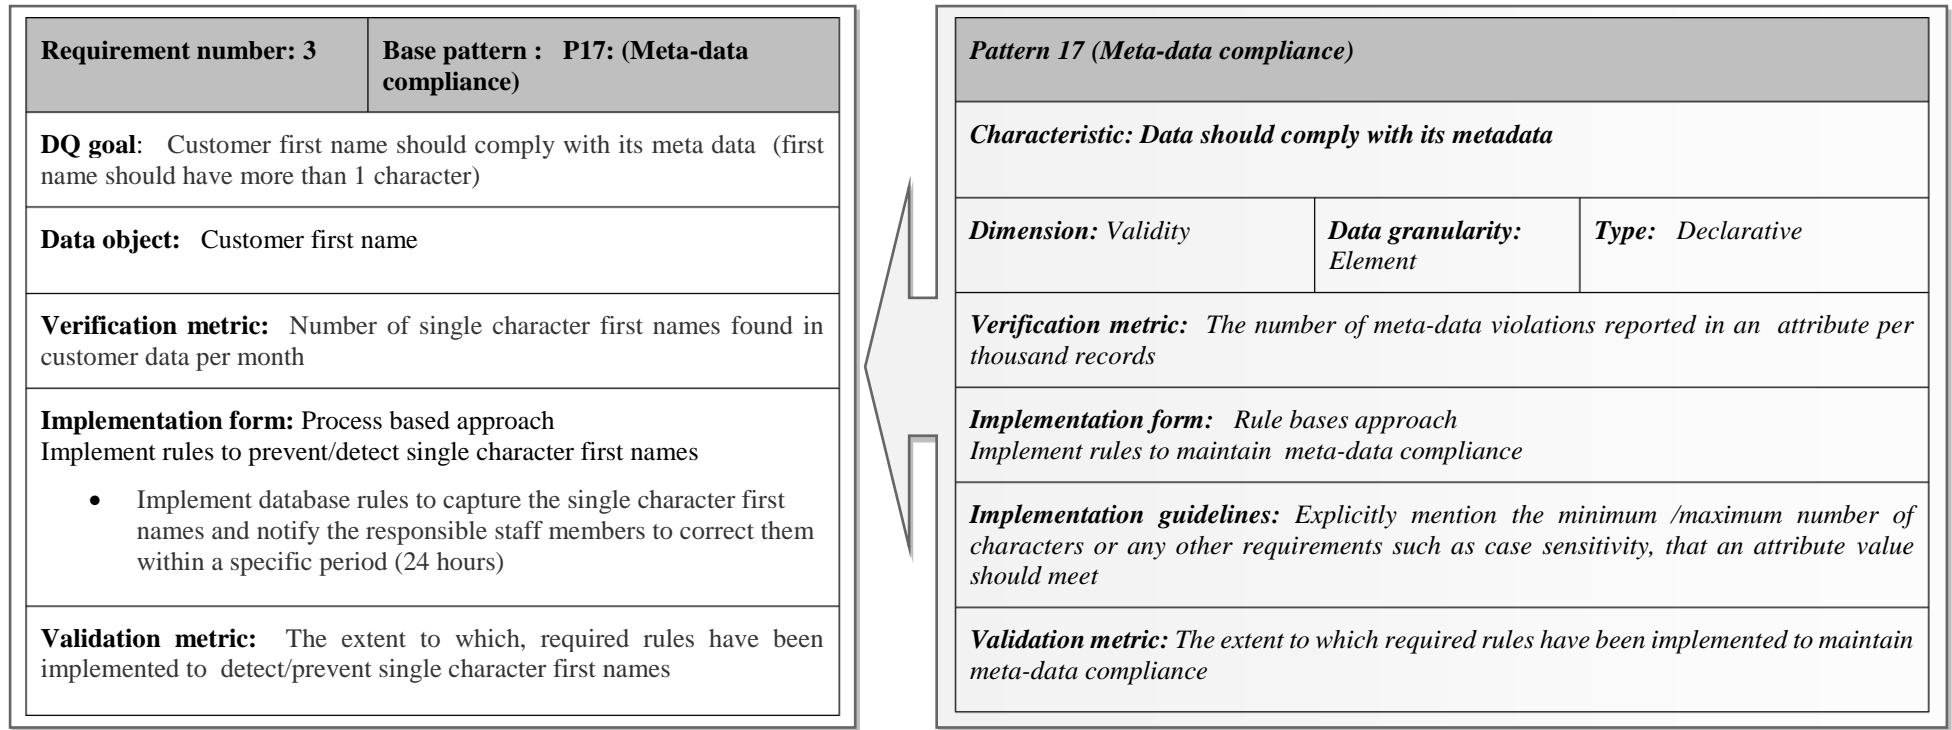 Requirement number: 3
Base pattern : P17: (Meta-data
compliance)
DQ goal: Customer first name should comply with its meta data (first
name should have more than 1 character)
Data object: Customer first name
Verification metric: Number of single character first names found in
customer data per month
Implementation form: Process based approach
Implement rules to prevent/detect single character first names
• Implement database rules to capture the single character first
names and notify the responsible staff members to correct them
within a specific period (24 hours)
Validation metric: The extent to which, required rules have been
implemented to detect/prevent single character first names
Pattern 17 (Meta-data compliance)
Characteristic: Data should comply with its metadata
Dimension: Validity
Data granularity:
Element
Type: Declarative
Verification metric: The number of meta-data violations reported in an attribute per
thousand records
Implementation form: Rule bases approach
Implement rules to maintain meta-data compliance
Implementation guidelines: Explicitly mention the minimum /maximum number of
characters or any other requirements such as case sensitivity, that an attribute value
should meet
Validation metric: The extent to which required rules have been implemented to maintain
meta-data compliance